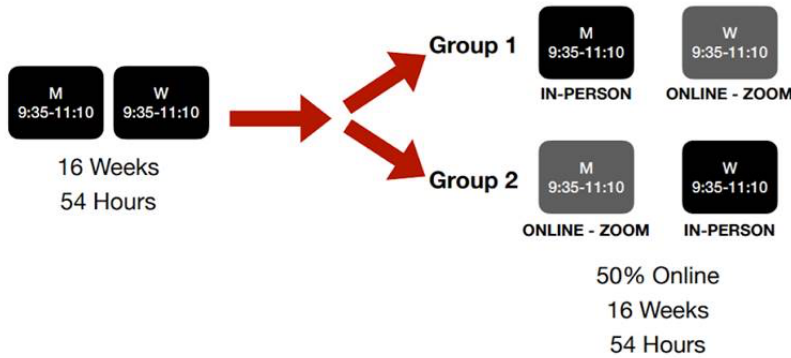 M
9:35-11:10
W
9:35-11:10
16 Weeks
54 Hours
Group 1
M
9:35-11:10
IN-PERSON
W
9:35-11:10
ONLINE - ZOOM
Group 2
M
9:35-11:10
ONLINE - ZOOM
W
9:35-11:10
IN-PERSON
50% Online
16 Weeks
54 Hours